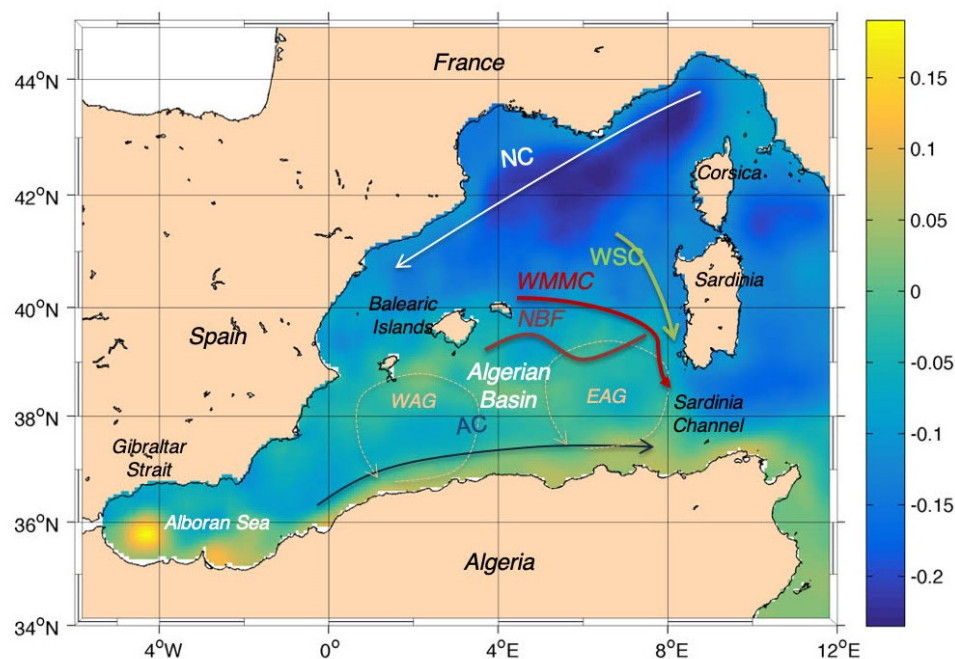 France
44°N
0.15
NC
Corsica
0.1
42°N
WSC
0.05
WMMC
Sardinia
40°N
Balearic
Islands
NBF
0
Spain
Algerian
Basin
-0.05
WAG
EAG
38°N
AC
Sardinia
Channel
-0.1
Gibraltar
Strait
36°N
Alboran Sea
-0.15
Algeria
-0.2
34°N
4°W
0°
4°E
8°E
12°E